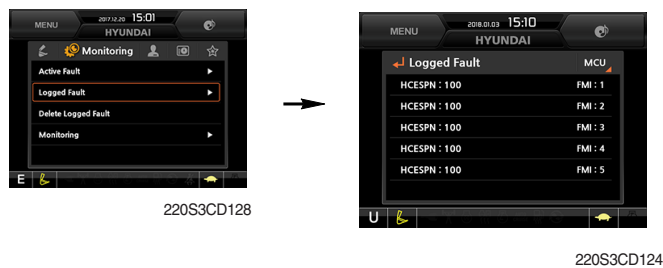 2017.12.20 15:01
MENU
HYUNDAI
Monitoring
Active Fault
Logged Fault
Delete Logged Fault
Monitoring
E
220S3CD128
2018.01.03 15:10
MENU
HYUNDAI
Logged Fault MCU
HCESPN : 100 FMI : 1
HCESPN : 100 FMI : 2
HCESPN : 100 FMI : 3
HCESPN : 100 FMI : 4
HCESPN : 100 FMI : 5
U
220S3CD124